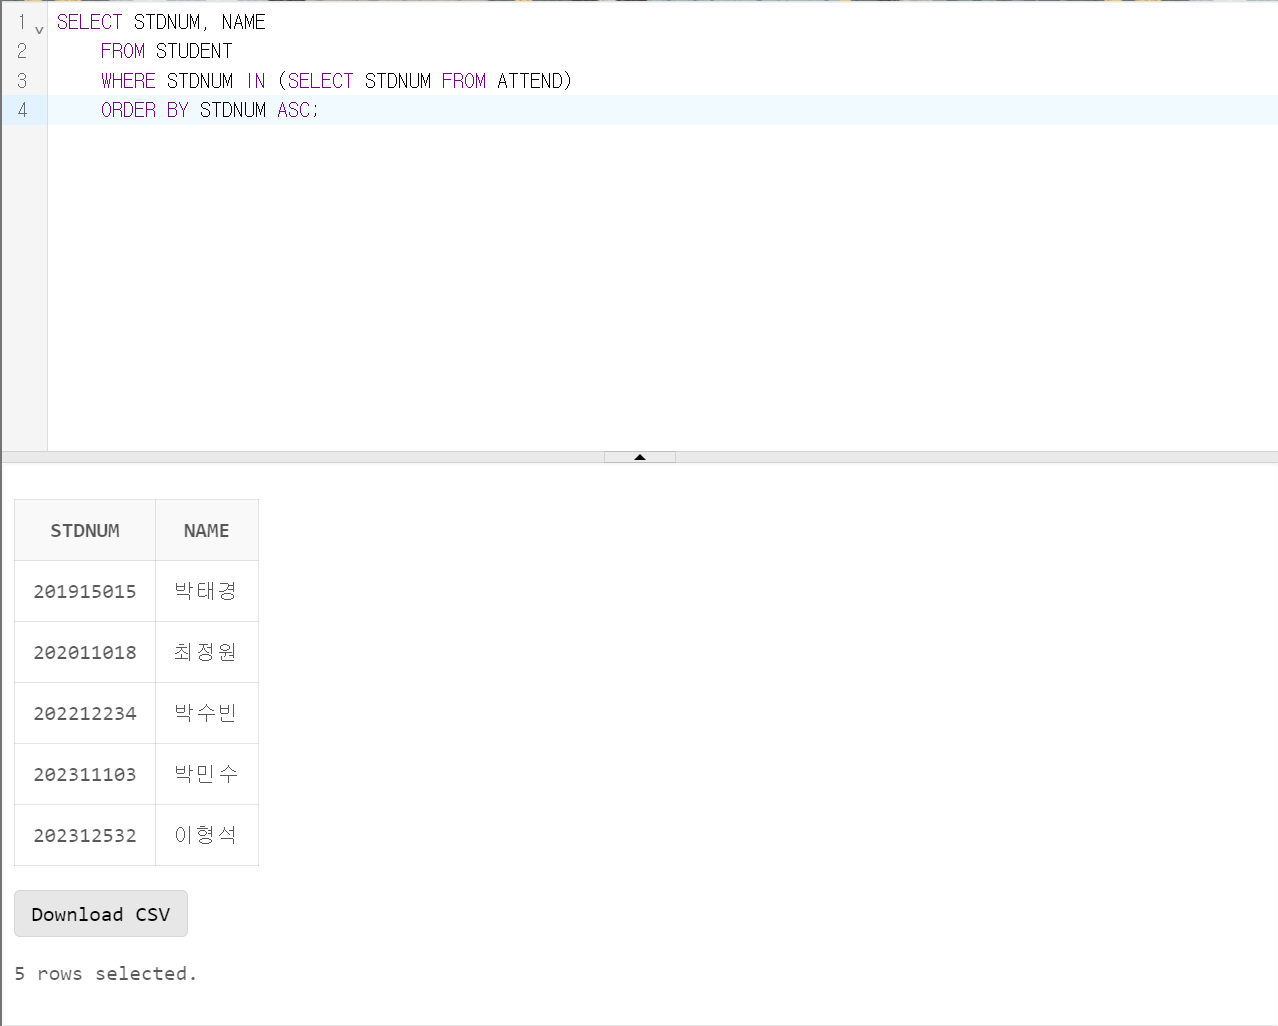 1 SELECT STDNUM, NAME
2 FROM STUDENT
3 WHERE STDNUM IN (SELECT STDNUM FROM ATTEND)
4 ORDER BY STDNUM ASC;
STDNUM NAME
201915015 박태경
202011018 최정원
202212234 박수빈
202311103 박민수
202312532 이형석
Download CSV
5 rows selected.